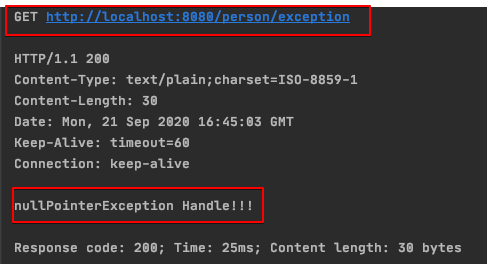 GET http://localhost:8080/person/exception
HTTP/1.1 200
Content-Type: text/plain;charset=ISO-8859-1
Content-Length: 30
Date: Mon, 21 Sep 2020 16:45:03 GMT
Keep-Alive: timeout=60
Connection: keep-alive
nullPointerException Handle!!!
Response code: 200; Time: 25ms; Content length: 30 bytes